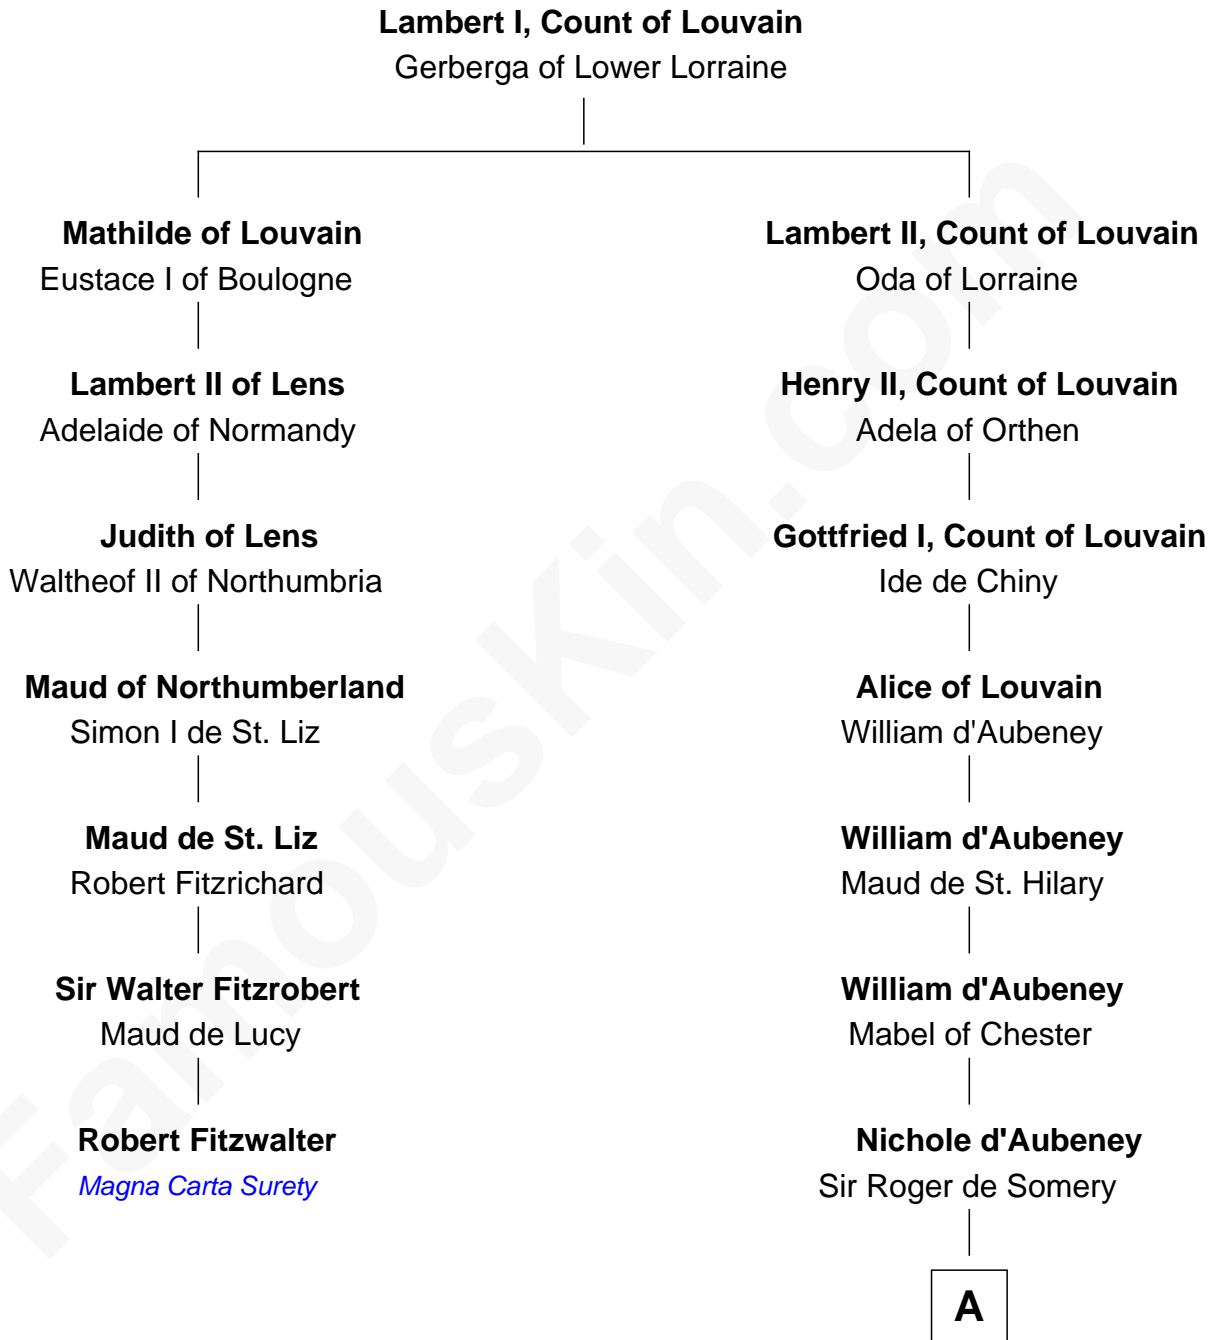 Lambert I, Count of Louvain
Gerberga of Lower Lorraine
Mathilde of Louvain
Eustace I of Boulogne
Lambert II, Count of Louvain
Oda of Lorraine
Lambert II of Lens
Adelaide of Normandy
Henry II, Count of Louvain
Adela of Orthen
Judith of Lens
Waltheof II of Northumbria
Gottfried I, Count of Louvain
Ide de Chiny
Maud of Northumberland
Simon I de St. Liz
Alice of Louvain
William d'Aubeney
Maud de St. Liz
Robert Fitzrichard
William d'Aubeney
Maud de St. Hilary
Sir Walter Fitzrobert
Maud de Lucy
William d'Aubeney
Mabel of Chester
Robert Fitzwalter
Magna Carta Surety
Nichole d'Aubeney
Sir Roger de Somery
A
FamousKin.com